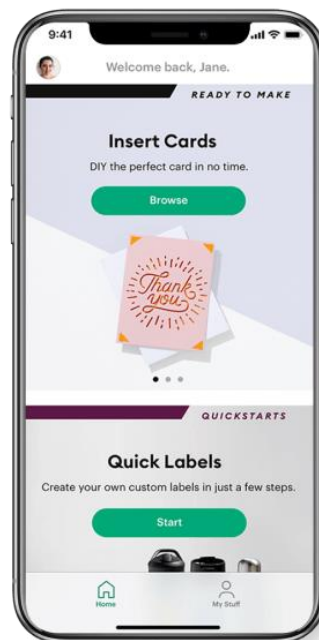 9:41
Welcome back, Jane.
READY TO MAKE
Insert Cards
DIY the perfect card in no time.
Browse
Thank
you
QUICKSTARTS
Quick Labels
Create your own custom labels in just a few steps.
Start
Home
My Stuff